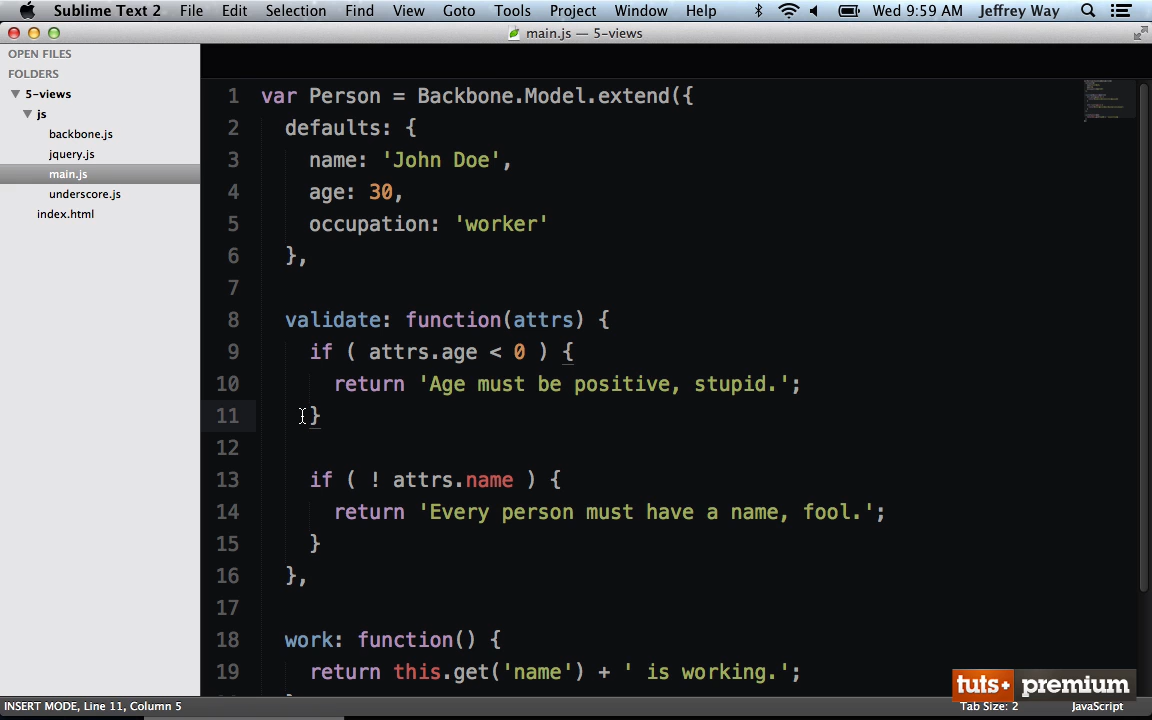 Sublime Text 2 File Edit Selection Find View Goto Tools Project Window Help Wed 9:59 AM Jeffrey Way
main.js — 5-views
OPEN FILES
FOLDERS
5-views
js
backbone.js
jquery.js
main.js
underscore.js
index.html
1 var Person = Backbone.Model.extend({
2 defaults: {
3 name: 'John Doe',
4 age: 30,
5 occupation: 'worker'
6 },
7
8 validate: function(attrs) {
9 if ( attrs.age < 0 ) {
10 return 'Age must be positive, stupid.';
11 }
12
13 if ( ! attrs.name ) {
14 return 'Every person must have a name, fool.';
15 }
16 },
17
18 work: function() {
19 return this.get('name') + ' is working.';
tuts+ premium
INSERT MODE, Line 11, Column 5 Tab Size: 2 JavaScript